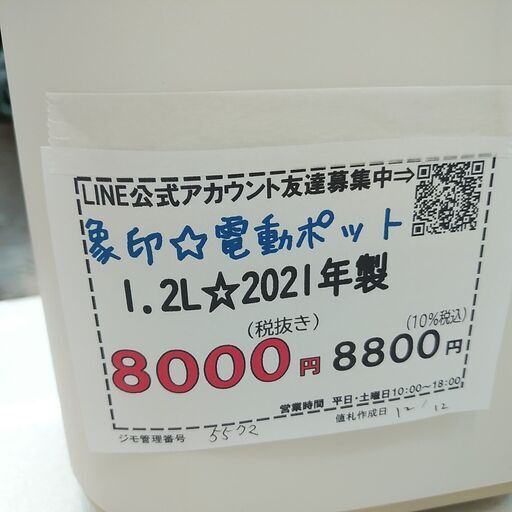 LINE公式アカウント友達募集中⇒
象印☆電動ポット
1.2L☆2021年製
(税抜き)
(10%税込)
8000円 8800円
営業時間 平日・土曜日10:00〜18:00
ジモ管理番号 5572 値札作成日 12/12